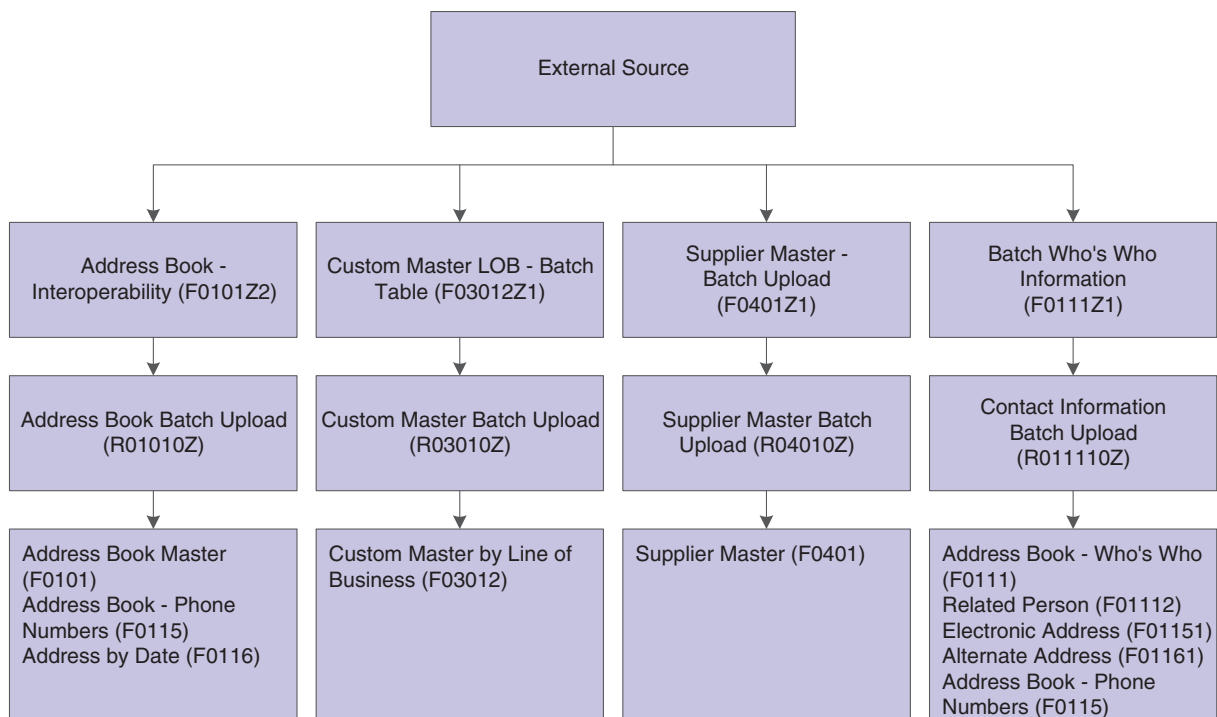 External Source
Address Book -
Interoperability (F0101Z2)
Custom Master LOB - Batch
Table (F03012Z1)
Supplier Master -
Batch Upload
(F0401Z1)
Batch Who's Who
Information
(F0111Z1)
Address Book Batch Upload
(R01010Z)
Custom Master Batch Upload
(R03010Z)
Supplier Master Batch
Upload (R04010Z)
Contact Information
Batch Upload
(R011110Z)
Address Book Master
(F0101)
Address Book - Phone
Numbers (F0115)
Address by Date (F0116)
Custom Master by Line of
Business (F03012)
Supplier Master (F0401)
Address Book - Who's Who
(F0111)
Related Person (F01112)
Electronic Address (F01151)
Alternate Address (F01161)
Address Book - Phone
Numbers (F0115)